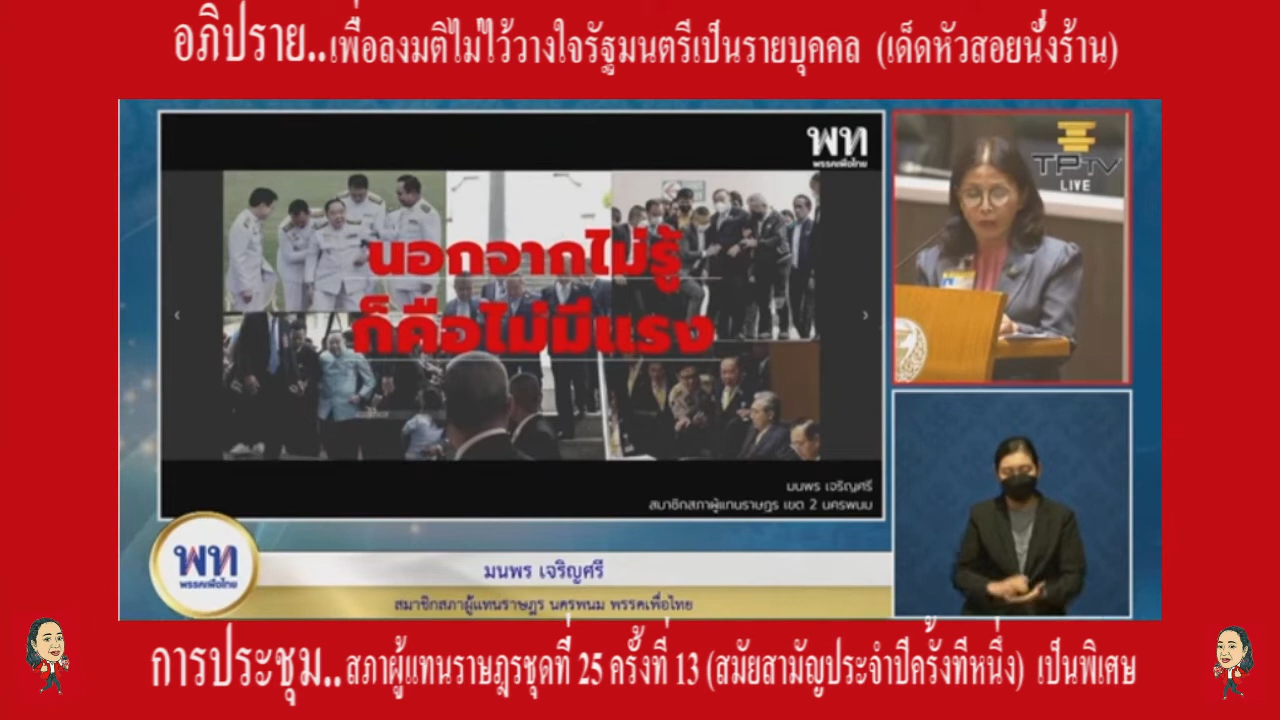 อภิปราย..เพื่อลงมติไม่ไว้วางใจรัฐมนตรีเป็นรายบุคคล (เด็ดหัวสอยนั่งร้าน)
พท
พรรคเพื่อไทย
TPTV
LIVE
นอกจากไม่รู้
ก็คือไม่มีแรง
มนพร เจริญศรี
สมาชิกสภาผู้แทนราษฎร เขต 2 นครพนม
พท
พรรคเพื่อไทย
มนพร เจริญศรี
สมาชิกสภาผู้แทนราษฎร นครพนม พรรคเพื่อไทย
การประชุม..สภาผู้แทนราษฎรชุดที่ 25 ครั้งที่ 13 (สมัยสามัญประจำปีครั้งที่หนึ่ง) เป็นพิเศษ